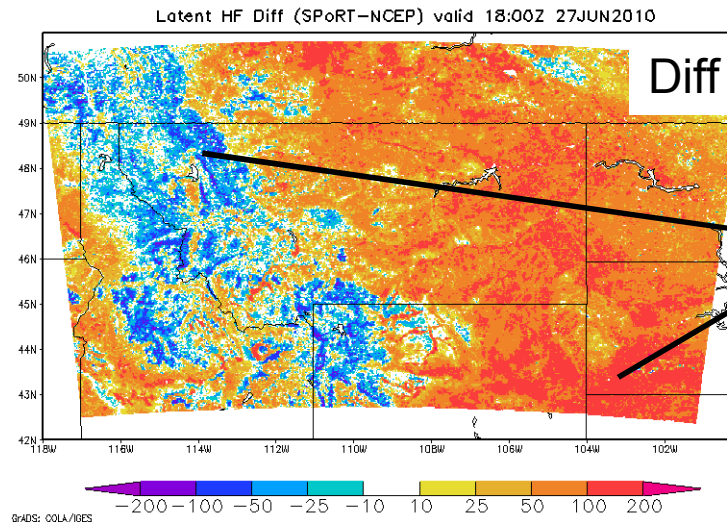 Latent HF Diff (SPoRT-NCEP) valid 18:00Z 27JUN2010
Diff
50N
49N
48N
47N
46N
45N
44N
43N
42N
118W 116W 114W 112W 110W 108W 106W 104W 102W
-200 -100 -50 -25 -10 10 25 50 100 200
GrADS: COLA/IGES